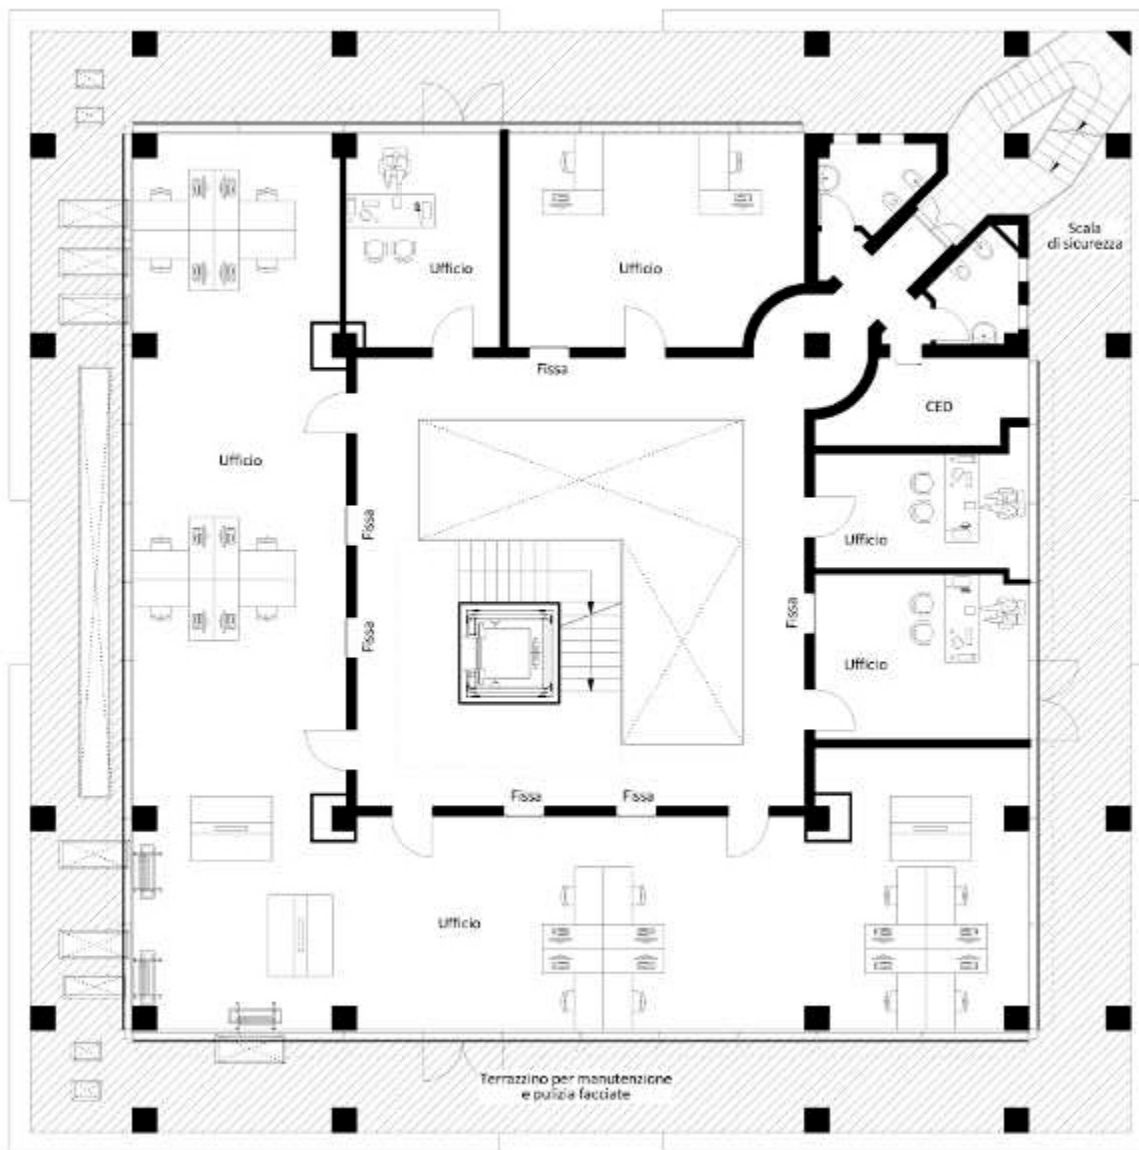 Scala
di sicurezza
Ufficio
Ufficio
Fissa
CED
Ufficio
Fissa
Ufficio
Fissa
Fissa
Ufficio
Fissa
Fissa
Ufficio
Terrazzino per manutenzione
e pulizia facciate